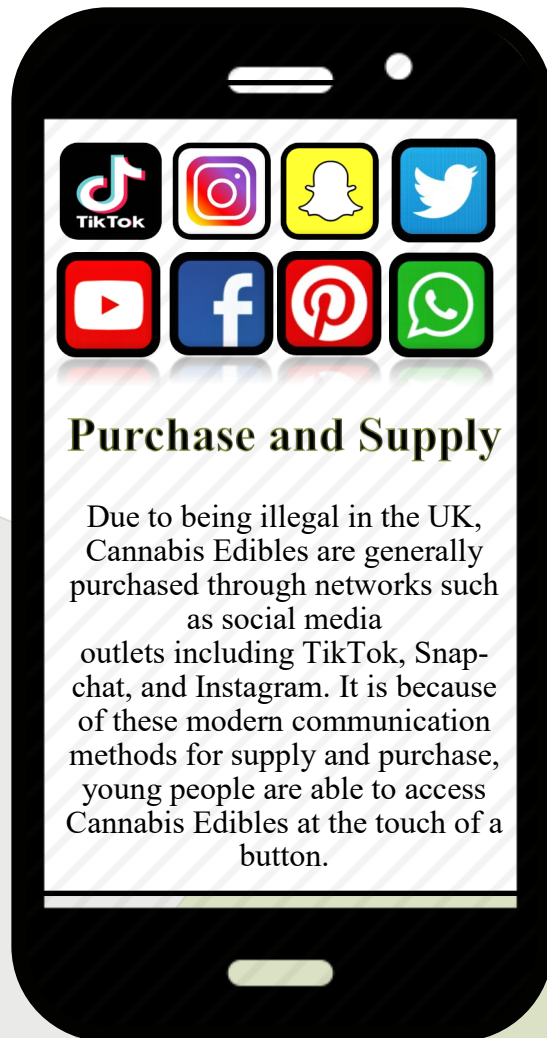 TikTok
Purchase and Supply
Due to being illegal in the UK,
Cannabis Edibles are generally
purchased through networks such
as social media
outlets including TikTok, Snap-
chat, and Instagram. It is because
of these modern communication
methods for supply and purchase,
young people are able to access
Cannabis Edibles at the touch of a
button.